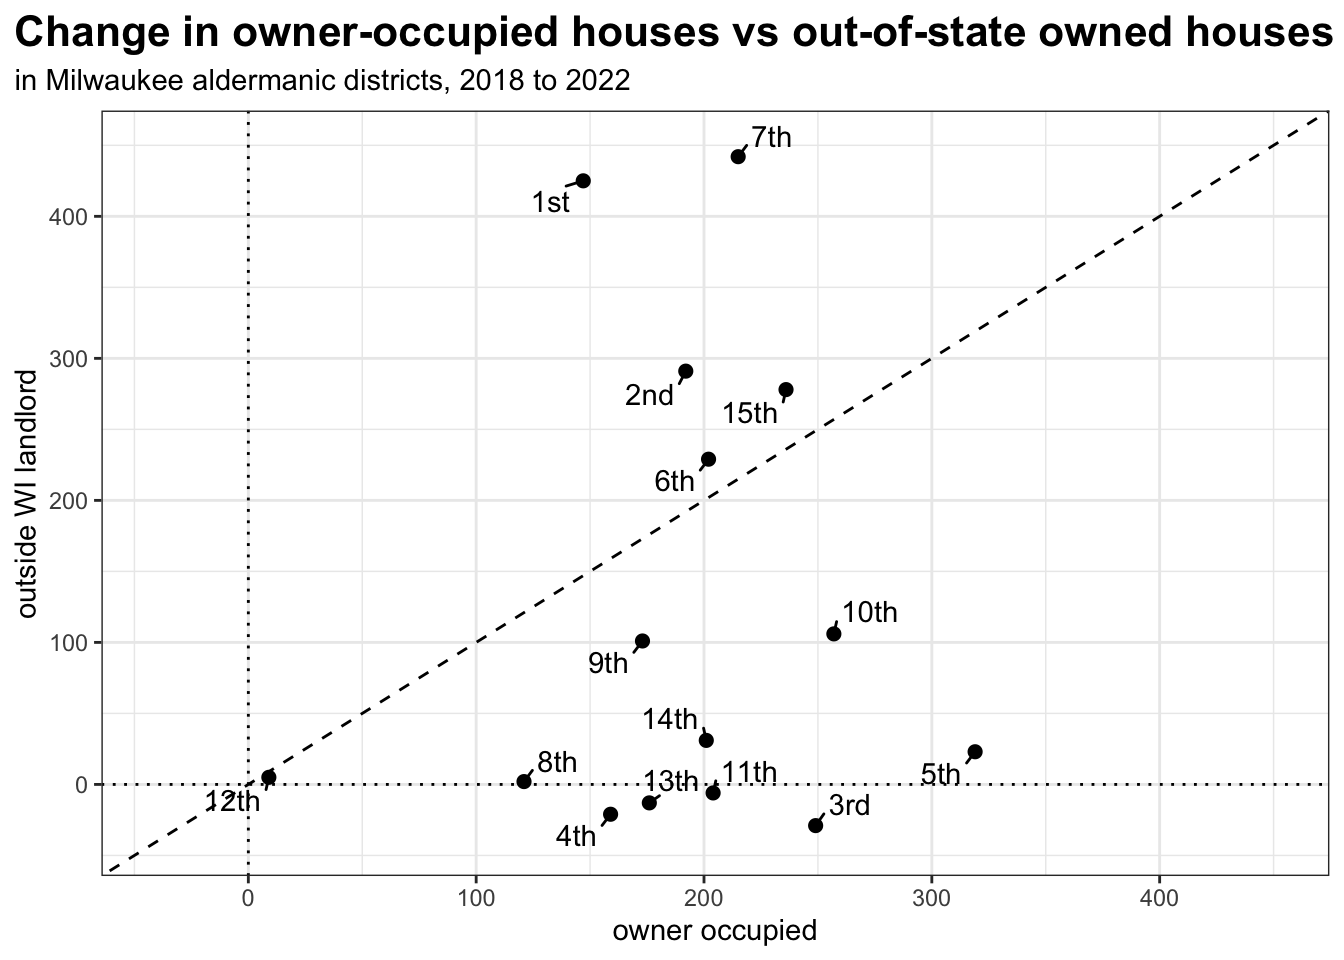 Change in owner-occupied houses vs out-of-state owned houses
in Milwaukee aldermanic districts, 2018 to 2022
7th
1st
400
300
2nd
15th
6th
200
outside WI landlord
10th
100
9th
14th
8th
13th
11th
5th
0
12th
3rd
4th
0
100
200
300
400
owner occupied